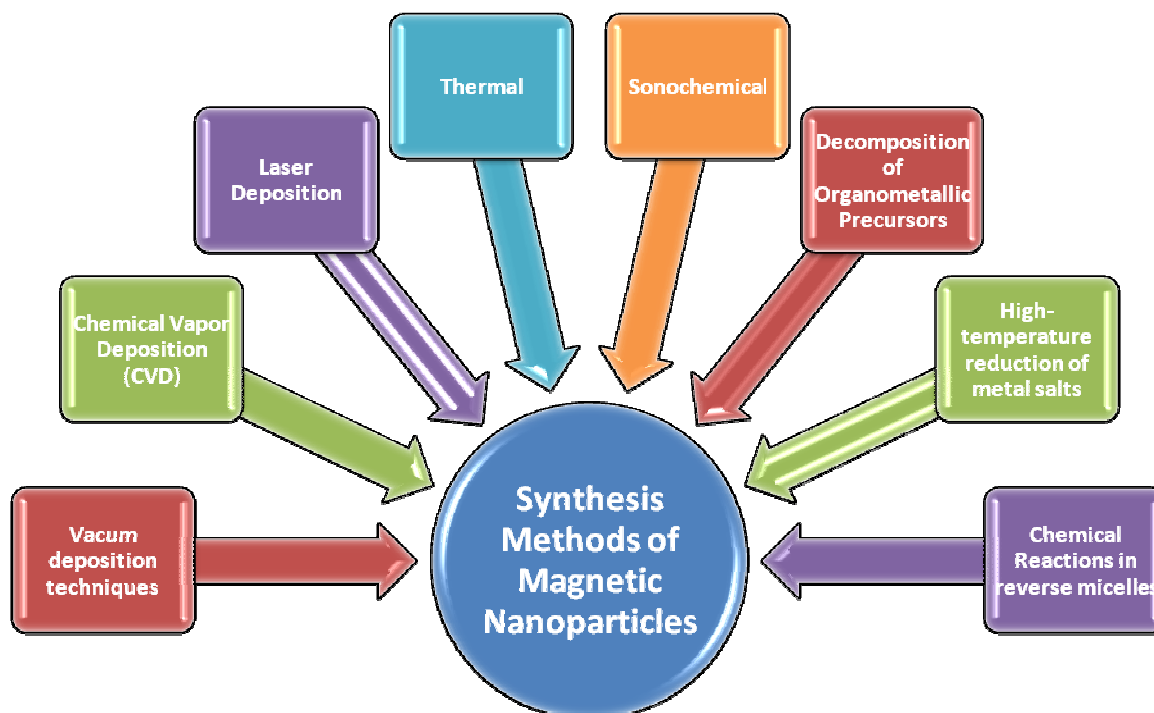 Thermal
Sonochemical
Laser
Deposition
Decomposition
of
Organometallic
Precursors
Chemical Vapor
Deposition
(CVD)
High-
temperature
reduction of
metal salts
Vacum
deposition
techniques
Synthesis
Methods of
Magnetic
Nanoparticles
Chemical
Reactions in
reverse micelles